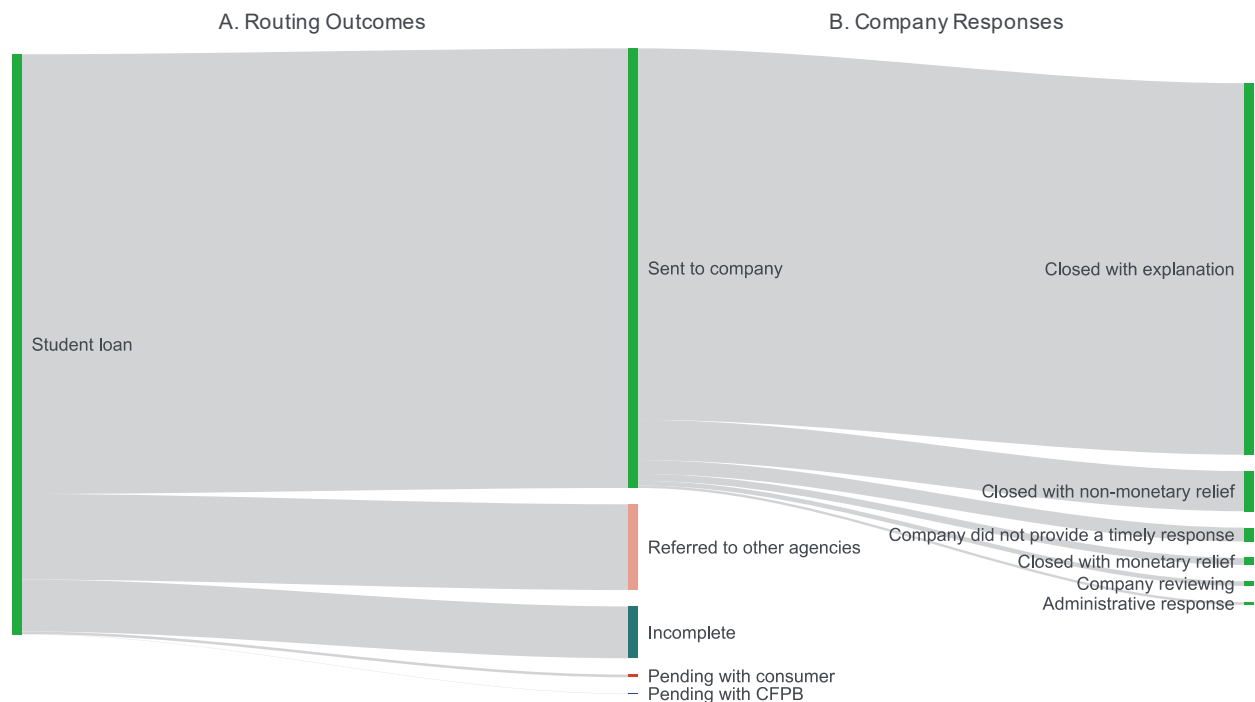 A. Routing Outcomes
B. Company Responses
Student loan
Sent to company
Referred to other agencies
Incomplete
Pending with consumer
Pending with CFPB
Closed with explanation
Closed with non-monetary relief
Company did not provide a timely response
Closed with monetary relief
Company reviewing
Administrative response